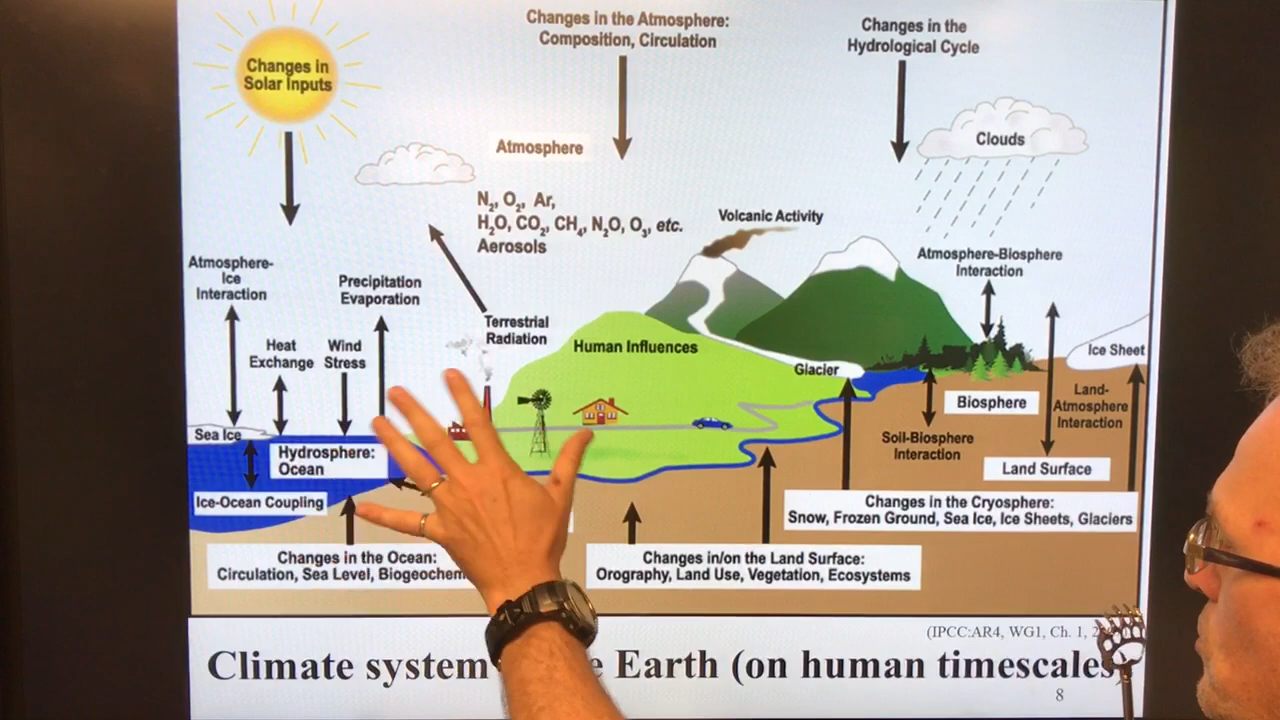 Changes in the Atmosphere:
Composition, Circulation
Changes in the
Hydrological Cycle
Changes in
Solar Inputs
Clouds
Atmosphere
N₂, O₂, Ar,
H₂O, CO₂, CH₄, N₂O, O₃, etc.
Aerosols
Volcanic Activity
Atmosphere-
Ice
Interaction
Precipitation
Evaporation
Atmosphere-Biosphere
Interaction
Terrestrial
Radiation
Heat
Exchange
Wind
Stress
Human Influences
Glacier
Ice Sheet
Land-
Atmosphere
Interaction
Biosphere
Sea Ice
Hydrosphere:
Ocean
Soil-Biosphere
Interaction
Land Surface
Ice-Ocean Coupling
Changes in the Cryosphere:
Snow, Frozen Ground, Sea Ice, Ice Sheets, Glaciers
Changes in the Ocean:
Circulation, Sea Level,
Changes in/on the Land Surface:
Orography, Land Use, Vegetation, Ecosystems
(IPCC:AR4, WG1, Ch. 1,
Climate system Earth (on human timescales
8